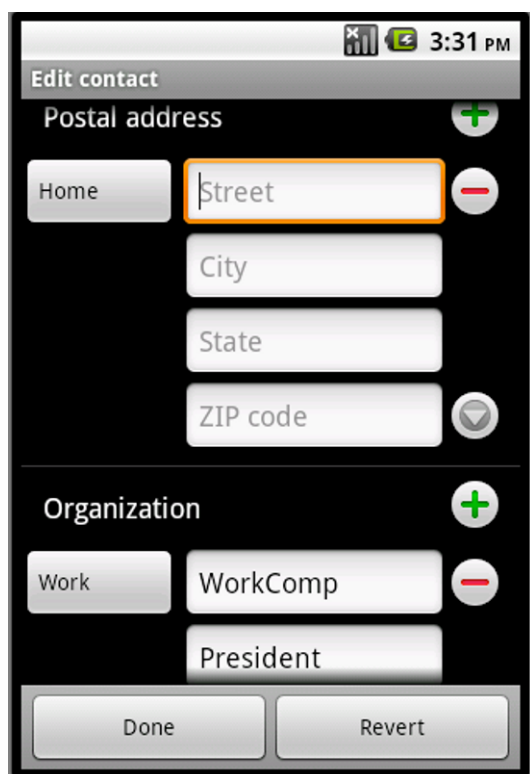 3:31 PM
Edit contact
Postal address
Home
Street
City
State
ZIP code
Organization
Work
WorkComp
President
Done
Revert